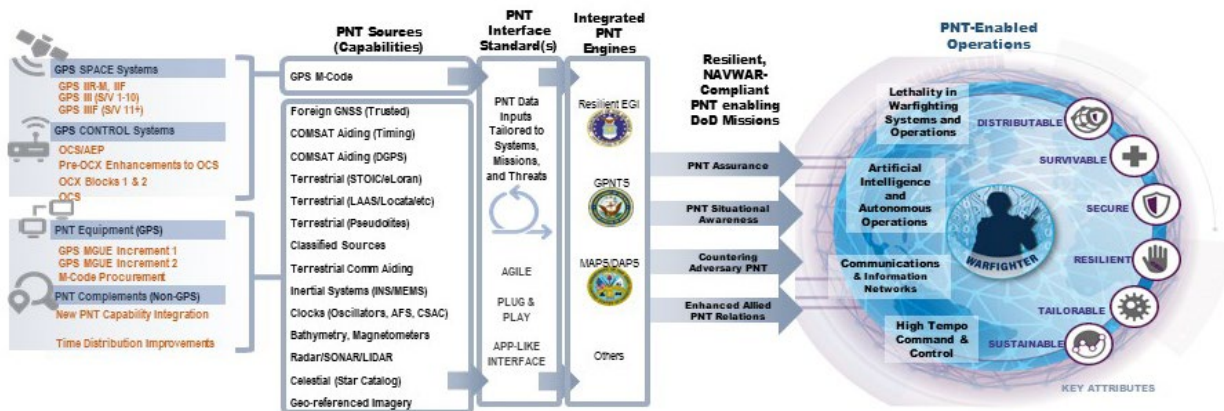 GPS SPACE Systems
GPS IIR-M, IIF
GPS III (S/V 1-10)
GPS IIIF (S/V 11+)
GPS CONTROL Systems
OCS/AEP
Pre-OCX Enhancements to OCS
OCX Blocks 1 & 2
OCS
PNT Equipment (GPS)
GPS MGUE Increment 1
GPS MGUE Increment 2
M-Code Procurement
PNT Complements (Non-GPS)
New PNT Capability Integration
Time Distribution Improvements
PNT Sources
(Capabilities)
GPS M-Code
Foreign GNSS (Trusted)
COMSAT Aiding (Timing)
COMSAT Aiding (DGPS)
Terrestrial (STOIC/eLoran)
Terrestrial (LAAS/Locata/etc)
Terrestrial (Pseudolites)
Classified Sources
Terrestrial Comm Aiding
Inertial Systems (INS/MEMS)
Clocks (Oscillators, AFS, CSAC)
Bathymetry, Magnetometers
Radar/SONAR/LIDAR
Celestial (Star Catalog)
Geo-referenced Imagery
PNT
Interface
Standard(s)
PNT Data
Inputs
Tailored to
Systems,
Missions,
and Threats
AGILE
PLUG &
PLAY
APP-LIKE
INTERFACE
Integrated
PNT
Engines
Resilient EGI
GPNTS
MAPS/DAPS
Others
Resilient,
NAVWAR-
Compliant
PNT enabling
DoD Missions
PNT Assurance
PNT Situational
Awareness
Countering
Adversary PNT
Enhanced Allied
PNT Relations
PNT-Enabled
Operations
Lethality in
Warfighting
Systems and
Operations
Artificial
Intelligence
and
Autonomous
Operations
Communications
& Information
Networks
High Tempo
Command &
Control
WARFIGHTER
DISTRIBUTABLE
SURVIVABLE
SECURE
RESILIENT
TAILORABLE
SUSTAINABLE
KEY ATTRIBUTES